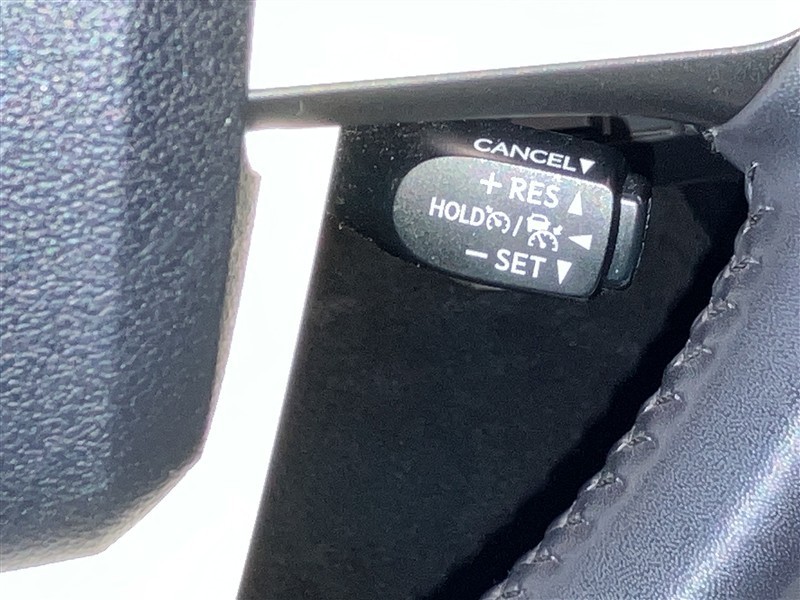 CANCEL▼
+ RES ▲
HOLD / ◀
− SET ▼